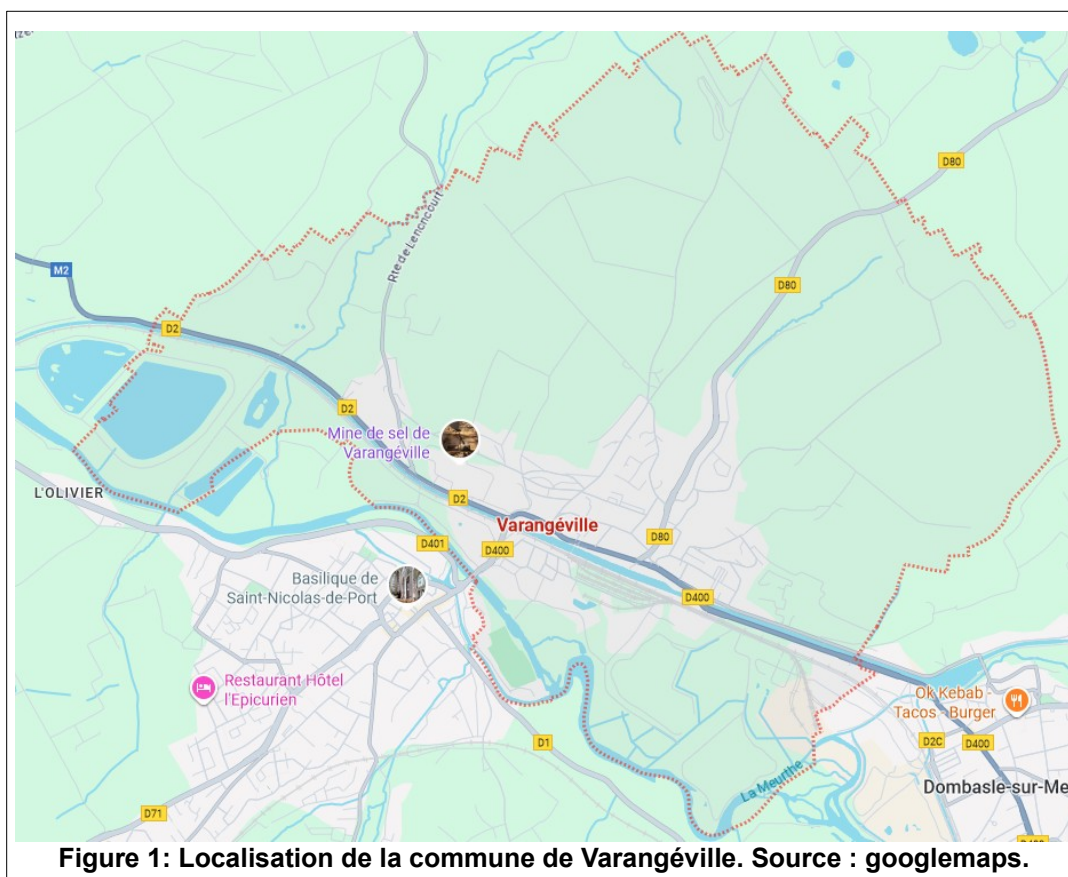 D80
Rte de Lenoncourt
M2
D80
D2
D2
Mine de sel de
Varangéville
L'OLIVIER
D2
Varangéville
D401
D400
D80
Basilique de
Saint-Nicolas-de-Port
D400
Restaurant Hôtel
l'Epicurien
Ok Kebab -
Tacos - Burger
D1
D2C
D400
La Meurthe
Dombasle-sur-Me
D71
Figure 1: Localisation de la commune de Varangéville. Source : googlemaps.